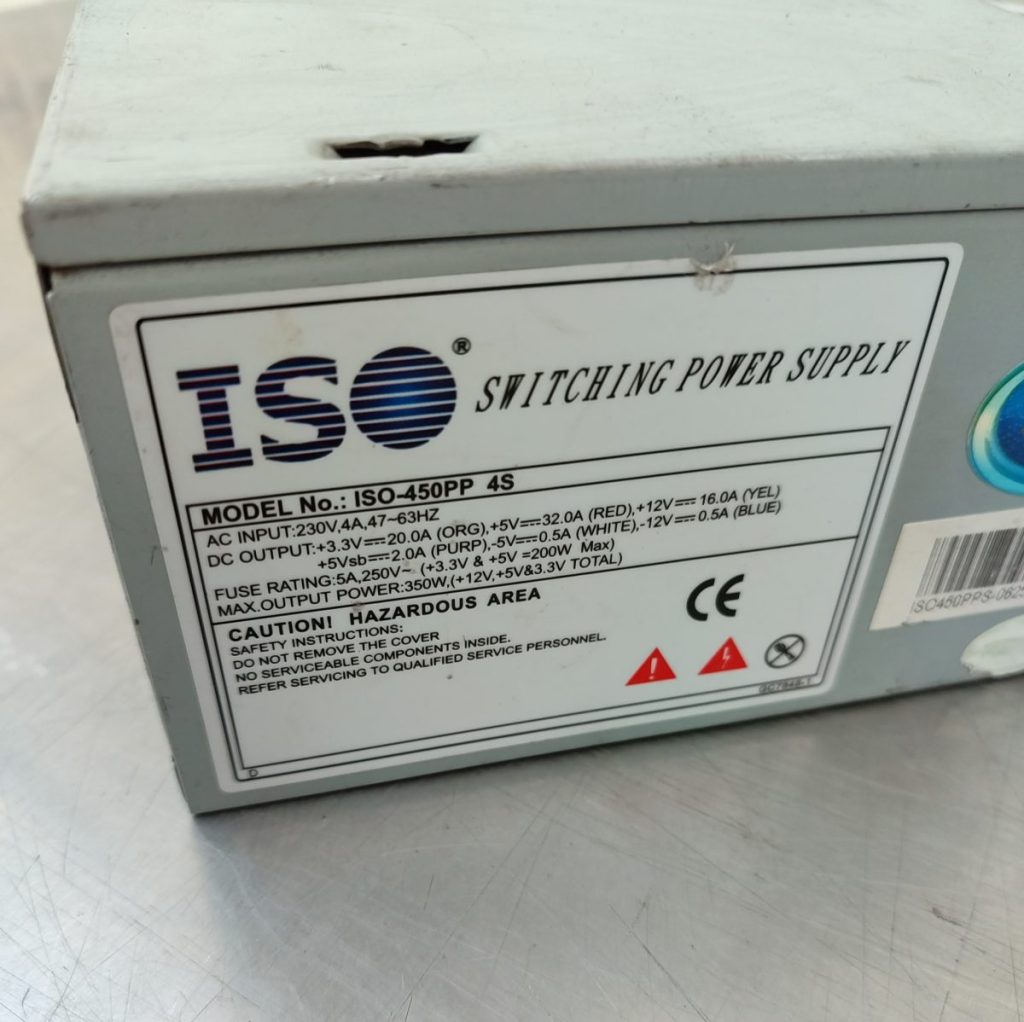 ISO® SWITCHING POWER SUPPLY
MODEL No.: ISO-450PP 4S
AC INPUT:230V,4A,47~63HZ
DC OUTPUT:+3.3V⎓20.0A (ORG),+5V⎓32.0A (RED),+12V⎓16.0A (YEL)
+5Vsb⎓2.0A (PURP),-5V⎓0.5A (WHITE),-12V⎓0.5A (BLUE)
FUSE RATING:5A,250V~ (+3.3V & +5V =200W Max)
MAX.OUTPUT POWER:350W,(+12V,+5V&3.3V TOTAL)
CAUTION! HAZARDOUS AREA
SAFETY INSTRUCTIONS:
DO NOT REMOVE THE COVER
NO SERVICEABLE COMPONENTS INSIDE.
REFER SERVICING TO QUALIFIED SERVICE PERSONNEL.
CE